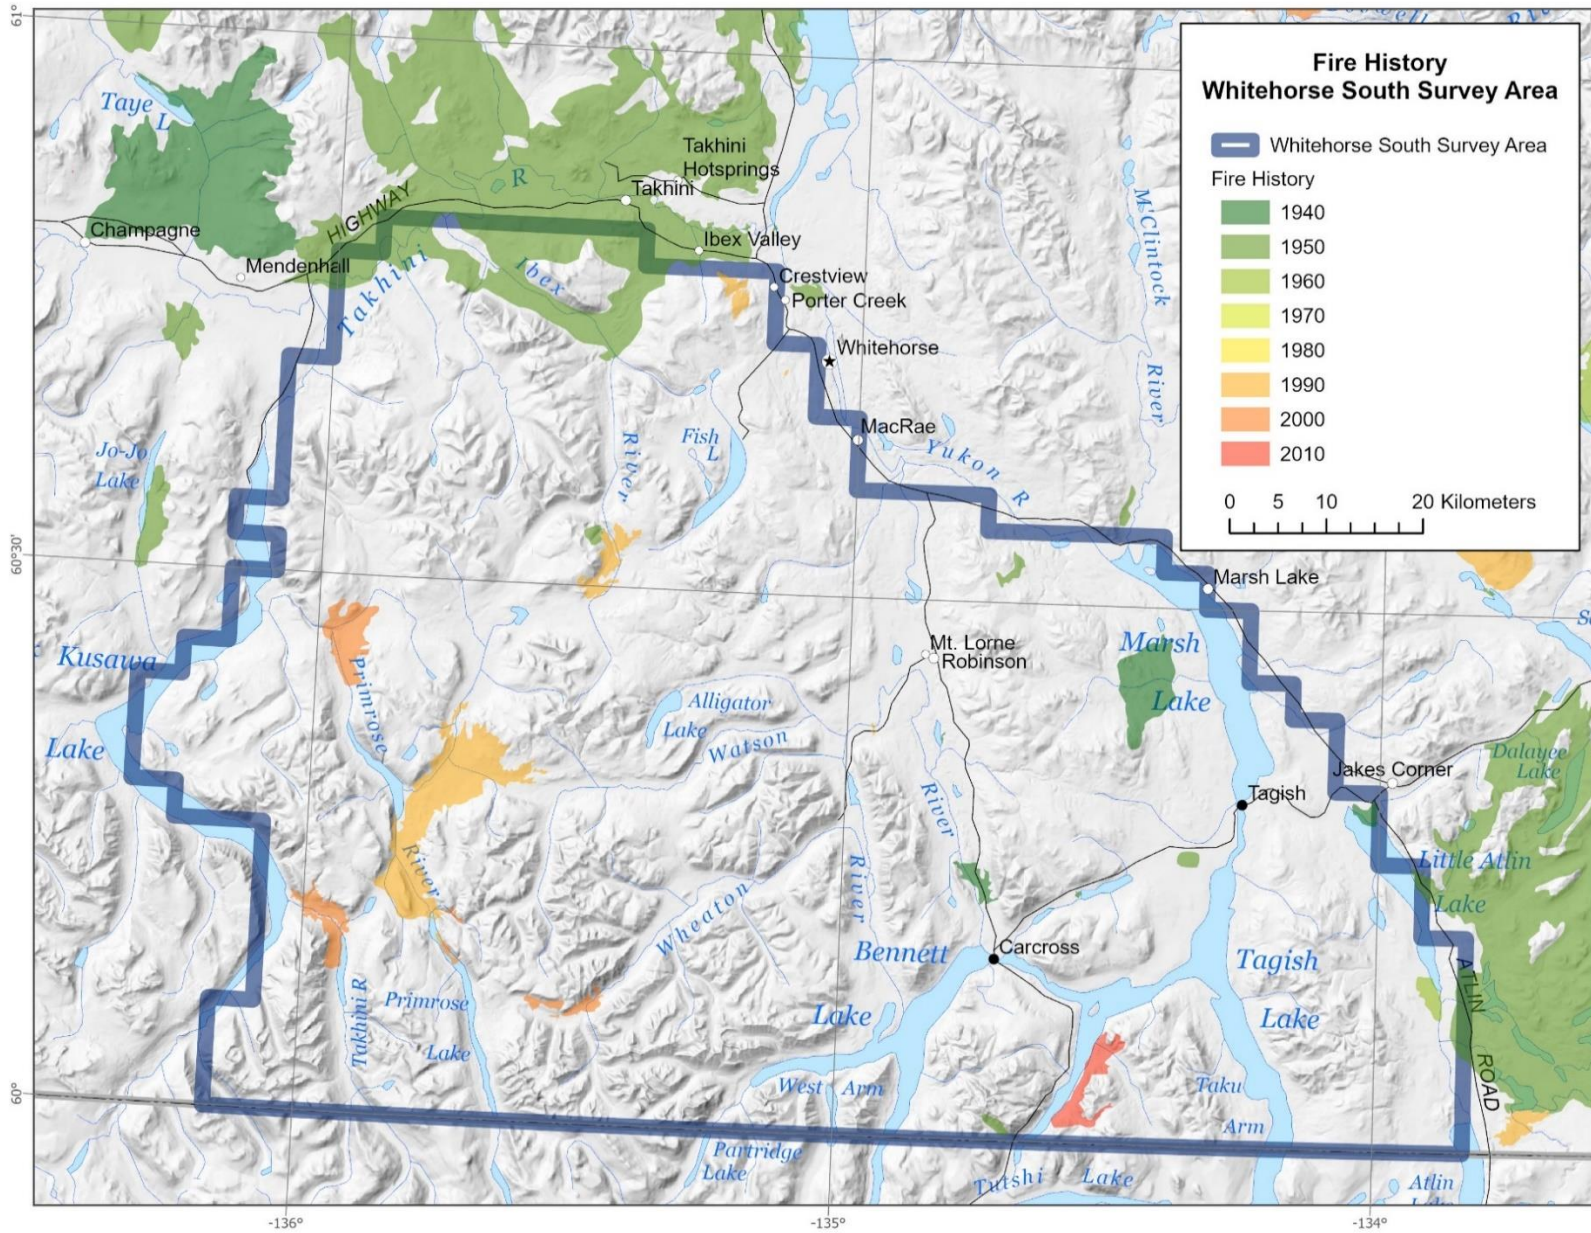 61°
Fire History
Whitehorse South Survey Area
Whitehorse South Survey Area
Fire History
1940
1950
1960
1970
1980
1990
2000
2010
0 5 10 20 Kilometers
Taye
L
Takhini
Hotsprings
R
Takhini
HIGHWAY
Champagne
Ibex Valley
Mendenhall
Takhini
Ibex
Crestview
Porter Creek
M'Clintock
River
Whitehorse
MacRae
Fish
L
River
Yukon R
Jo-Jo
Lake
60°30'
Marsh Lake
Mt. Lorne
Robinson
Marsh
Lake
Kusawa
Lake
Primrose
River
Alligator
Lake
Watson
River
Jakes Corner
Tagish
Dalayee
Lake
Little Atlin
Lake
River
Wheaton
Bennett
Lake
Carcross
Tagish
Lake
ATLIN
ROAD
Takhini R
Primrose
Lake
West Arm
Taku
Arm
60°
Partridge
Lake
Tutshi Lake
Atlin
-136°
-135°
-134°